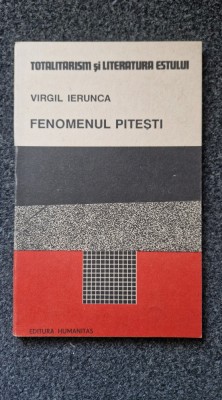 TOTALITARISM și LITERATURA ESTULUI
VIRGIL IERUNCA
FENOMENUL PITEȘTI
EDITURA HUMANITAS